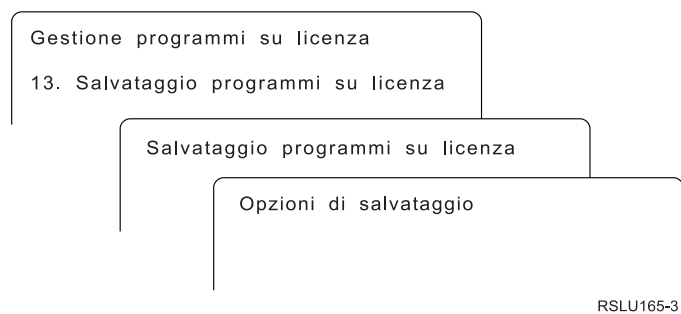 Gestione programmi su licenza
13. Salvataggio programmi su licenza
Salvataggio programmi su licenza
Opzioni di salvataggio
RSLU165-3